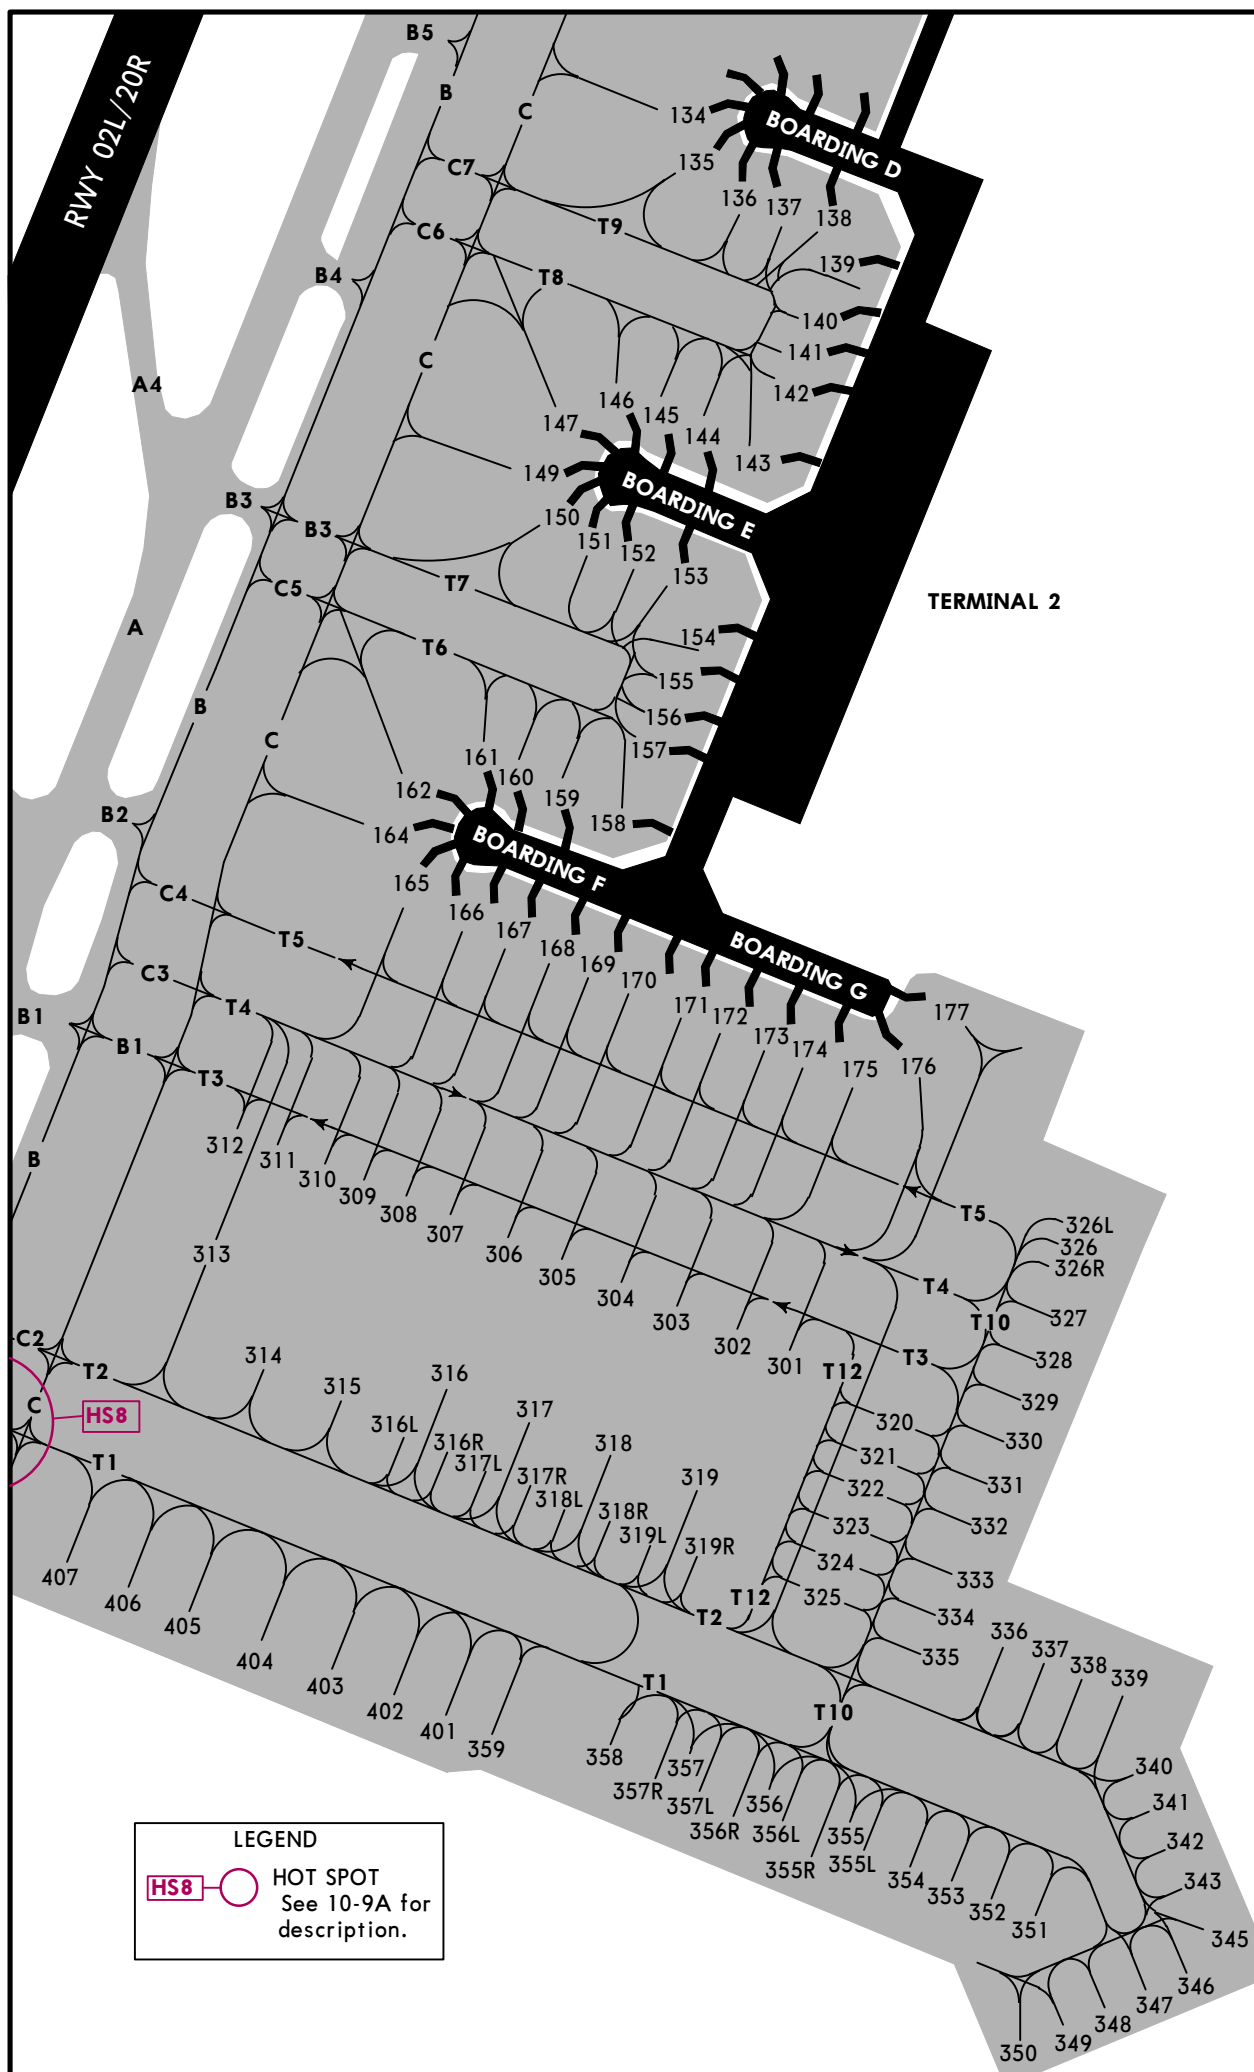 B5
RWY 02L/20R
B
C
134
BOARDING D
135
C7
136
137
138
T9
C6
139
B4
T8
140
141
C
A4
142
146
145
147
144
143
149
BOARDING E
B3
150
B3
151
152
153
T7
C5
TERMINAL 2
A
154
T6
155
B
156
C
157
161
160
162
159
158
B2
164
BOARDING F
165
C4
166
167
168
T5
169
170
BOARDING G
C3
171
172
177
T4
173
174
B1
B1
175
176
T3
312
311
310
309
308
307
B
313
306
305
304
303
302
301
T5
326L
326
326R
T4
327
T10
C2
T2
314
316
T12
T3
328
315
329
C
HS8
316L
317
320
330
316R
318
321
T1
317L
317R
319
322
331
318L
318R
323
332
319L
319R
324
333
407
406
T12
325
334
405
T2
335
336
404
337
338
339
403
T1
402
T10
401
359
358
340
357
357R
357L
356
356R
356L
355
341
355R
355L
342
354
343
353
352
351
345
346
347
348
349
350
LEGEND
HS8
HOT SPOT
See 10-9A for
description.